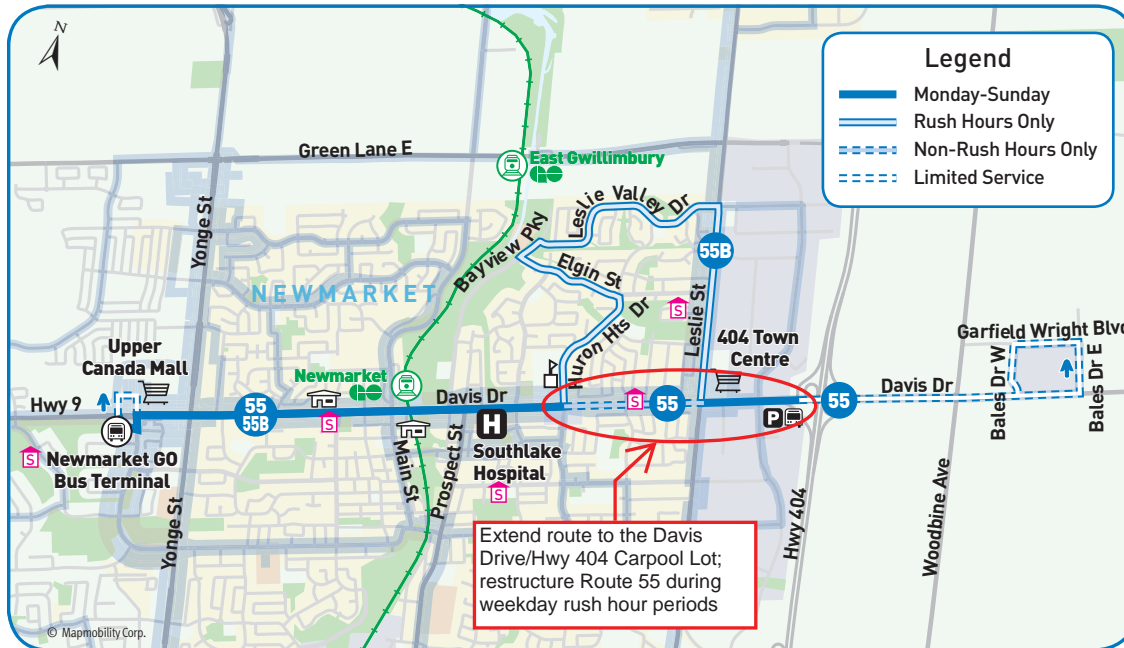 N
Legend
Monday-Sunday
Rush Hours Only
Non-Rush Hours Only
Limited Service
Green Lane E
East Gwillimbury
GO
Yonge St
Bayview Pky
Leslie Valley Dr
55B
Elgin St
NEWMARKET
Huron Hts Dr
S
Leslie St
404 Town
Centre
Garfield Wright Blvd
Upper
Canada Mall
Newmarket
GO
Hwy 9
55
55B
S
Davis Dr
S
55
P
55
Davis Dr
Bales Dr W
Bales Dr E
H
Southlake
Hospital
S
S
Newmarket GO
Bus Terminal
Main St
Prospect St
Yonge St
Hwy 404
Woodbine Ave
Extend route to the Davis
Drive/Hwy 404 Carpool Lot;
restructure Route 55 during
weekday rush hour periods
© Mapmobility Corp.